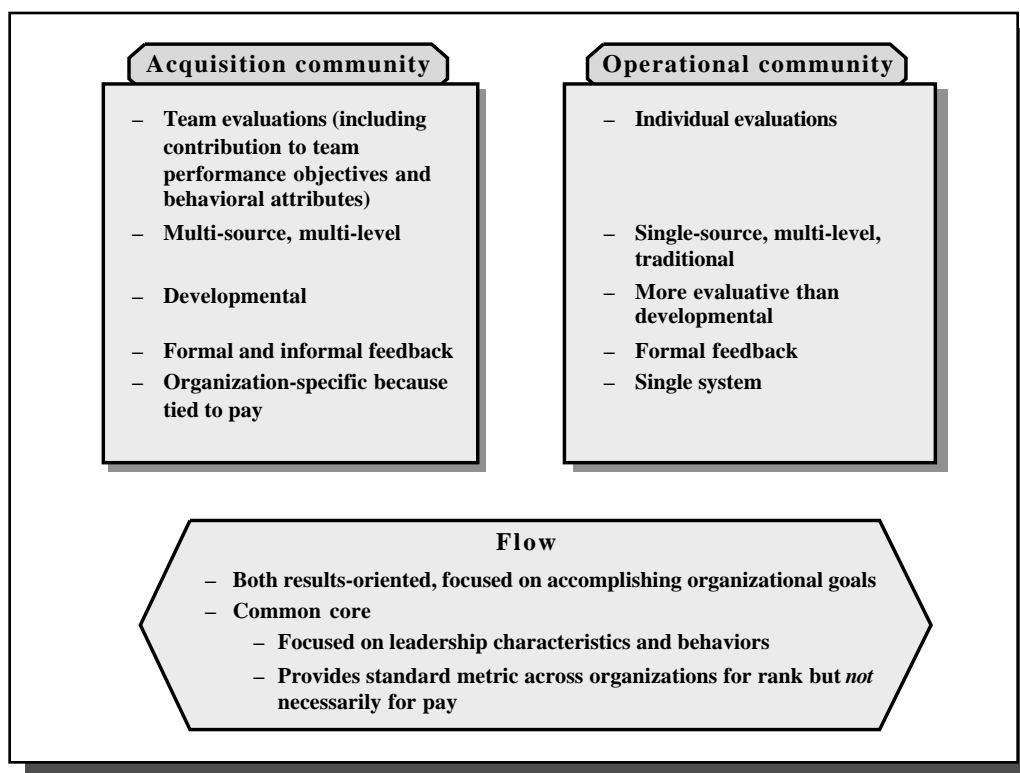 Acquisition community
– Team evaluations (including
contribution to team
performance objectives and
behavioral attributes)
– Multi-source, multi-level
– Developmental
– Formal and informal feedback
– Organization-specific because
tied to pay
Operational community
– Individual evaluations
– Single-source, multi-level,
traditional
– More evaluative than
developmental
– Formal feedback
– Single system
Flow
– Both results-oriented, focused on accomplishing organizational goals
– Common core
– Focused on leadership characteristics and behaviors
– Provides standard metric across organizations for rank but not
necessarily for pay